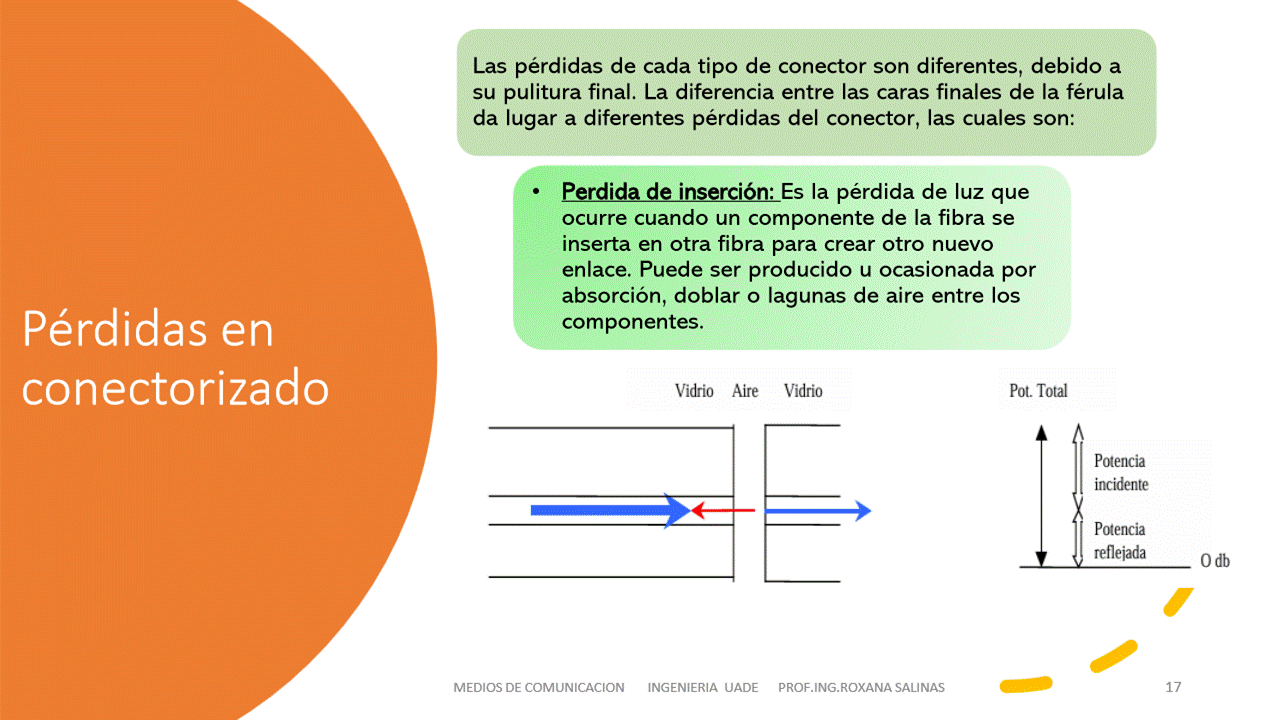 Pérdidas en
conectorizado
Las pérdidas de cada tipo de conector son diferentes, debido a
su pulitura final. La diferencia entre las caras finales de la férula
da lugar a diferentes pérdidas del conector, las cuales son:
• Perdida de inserción: Es la pérdida de luz que
ocurre cuando un componente de la fibra se
inserta en otra fibra para crear otro nuevo
enlace. Puede ser producido u ocasionada por
absorción, doblar o lagunas de aire entre los
componentes.
Vidrio Aire Vidrio
Pot. Total
Potencia
incidente
Potencia
reflejada
O db
MEDIOS DE COMUNICACION INGENIERIA UADE PROF.ING.ROXANA SALINAS
17